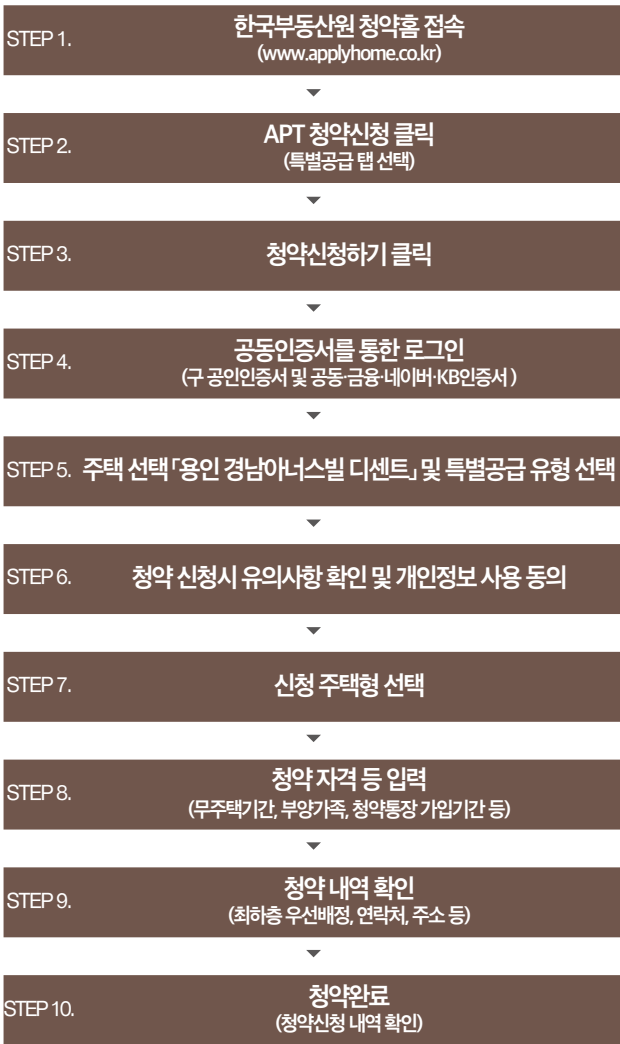 STEP 1.
한국부동산원 청약홈 접속
(www.applyhome.co.kr)
STEP 2.
APT 청약신청 클릭
(특별공급 탭 선택)
STEP 3.
청약신청하기 클릭
STEP 4.
공동인증서를 통한 로그인
(구 공인인증서 및 공동·금융·네이버·KB인증서 )
STEP 5. 주택 선택 「용인 경남아너스빌 디센트」 및 특별공급 유형 선택
STEP 6. 청약 신청시 유의사항 확인 및 개인정보 사용 동의
STEP 7. 신청 주택형 선택
STEP 8.
청약 자격 등 입력
(무주택기간, 부양가족, 청약통장 가입기간 등)
STEP 9.
청약 내역 확인
(최하층 우선배정, 연락처, 주소 등)
STEP 10.
청약완료
(청약신청 내역 확인)